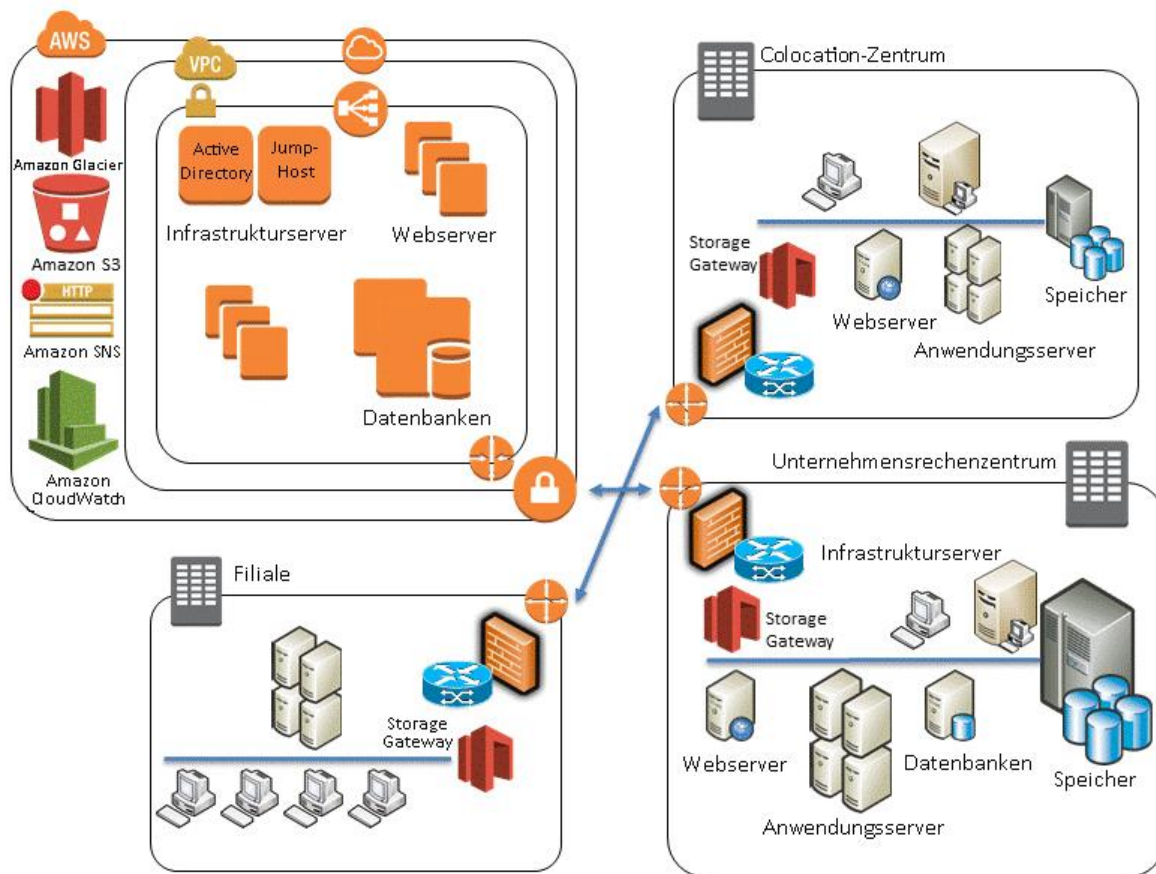 AWS
VPC
Amazon Glacier
Amazon S3
HTTP
Amazon SNS
Amazon
CloudWatch
Active
Directory
Jump-
Host
Infrastrukturserver
Webserver
Datenbanken
Colocation-Zentrum
Storage
Gateway
Webserver
Anwendungsserver
Speicher
Unternehmensrechenzentrum
Infrastrukturserver
Storage
Gateway
Webserver
Anwendungsserver
Datenbanken
Speicher
Filiale
Storage
Gateway